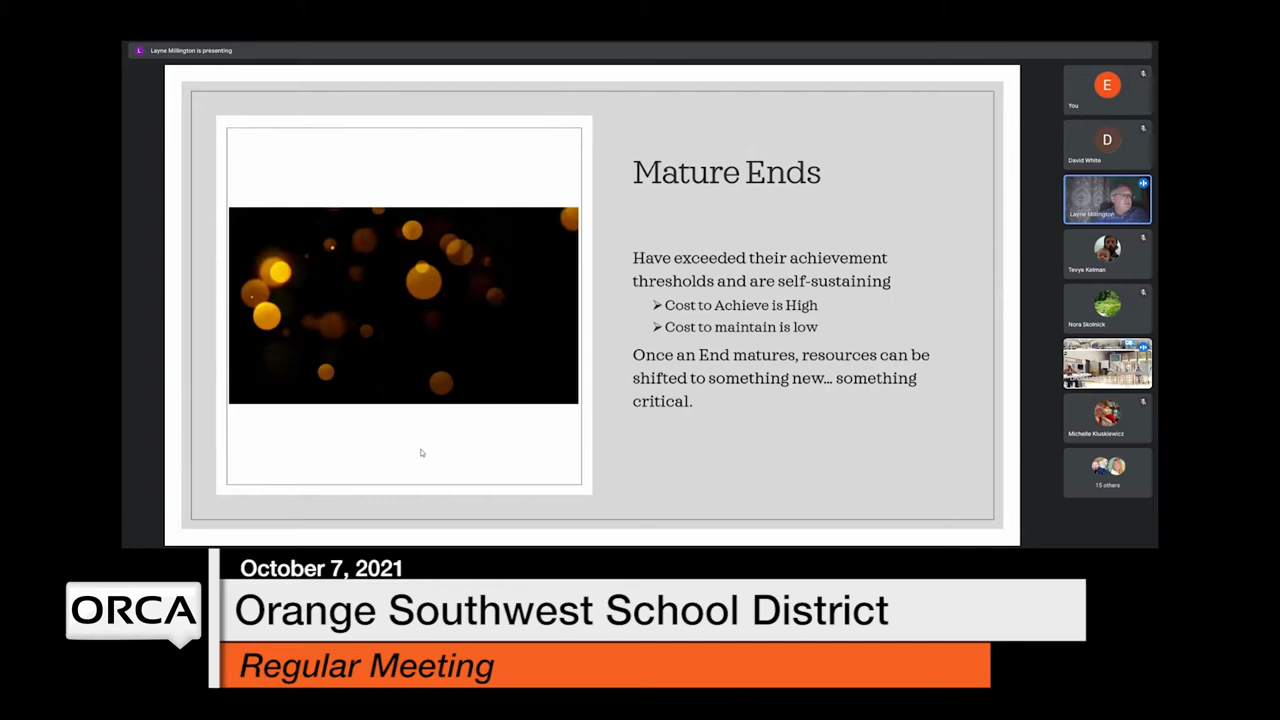 L
Layne Millington is presenting
Mature Ends
Have exceeded their achievement
thresholds and are self-sustaining
➢ Cost to Achieve is High
➢ Cost to maintain is low
Once an End matures, resources can be
shifted to something new... something
critical.
E
You
D
David White
Layne Millington
Tevya Kelman
Nora Skolnick
Michelle Kluskiewicz
15 others
October 7, 2021
ORCA
Orange Southwest School District
Regular Meeting